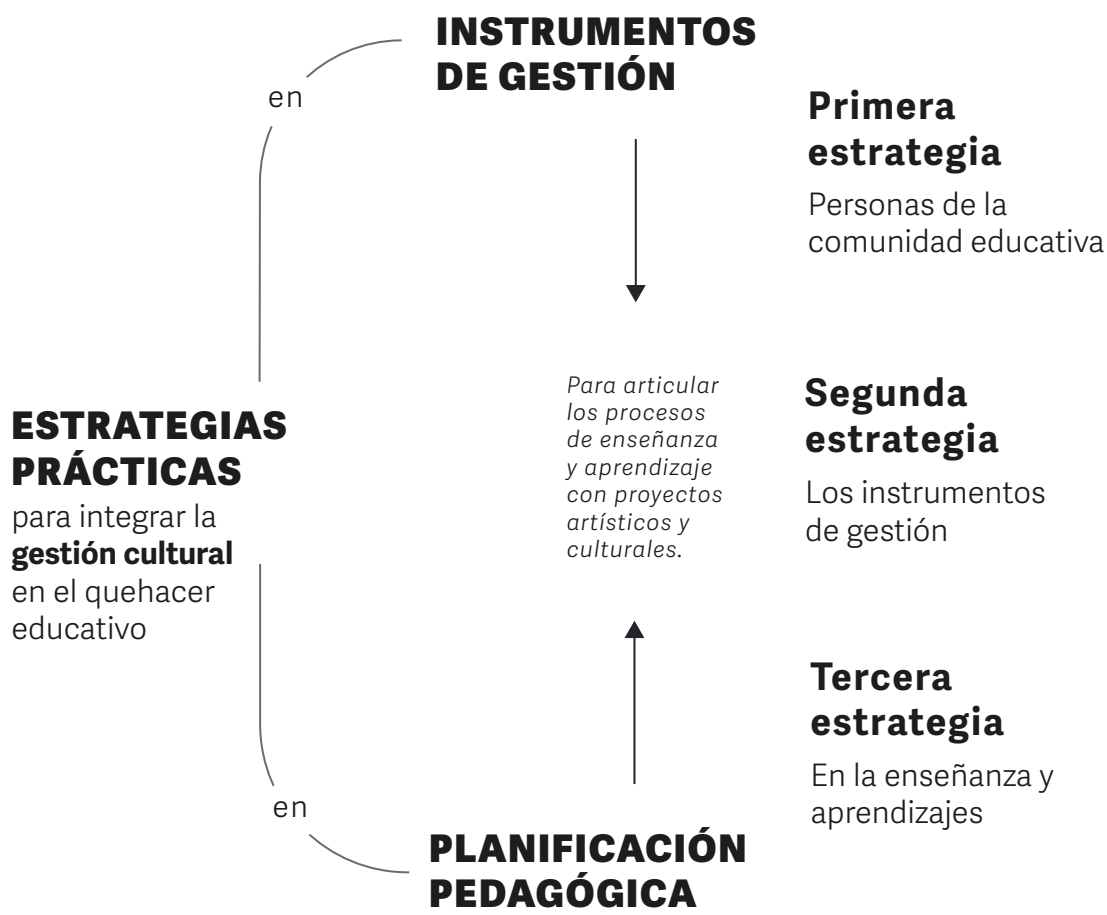 INSTRUMENTOS
DE GESTIÓN
en
ESTRATEGIAS
PRÁCTICAS
para integrar la
gestión cultural
en el quehacer
educativo
en
PLANIFICACIÓN
PEDAGÓGICA
Para articular
los procesos
de enseñanza
y aprendizaje
con proyectos
artísticos y
culturales.
Primera
estrategia
Personas de la
comunidad educativa
Segunda
estrategia
Los instrumentos
de gestión
Tercera
estrategia
En la enseñanza y
aprendizajes